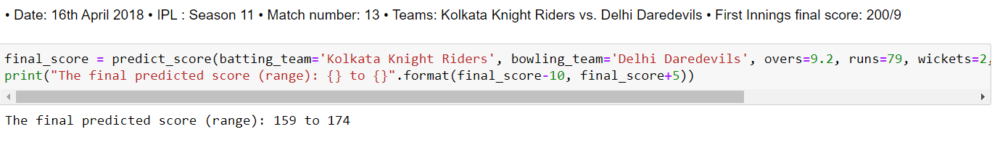 • Date: 16th April 2018 • IPL : Season 11 • Match number: 13 • Teams: Kolkata Knight Riders vs. Delhi Daredevils • First Innings final score: 200/9
final_score = predict_score(batting_team='Kolkata Knight Riders', bowling_team='Delhi Daredevils', overs=9.2, runs=79, wickets=2,
print("The final predicted score (range): {} to {}".format(final_score-10, final_score+5))
The final predicted score (range): 159 to 174